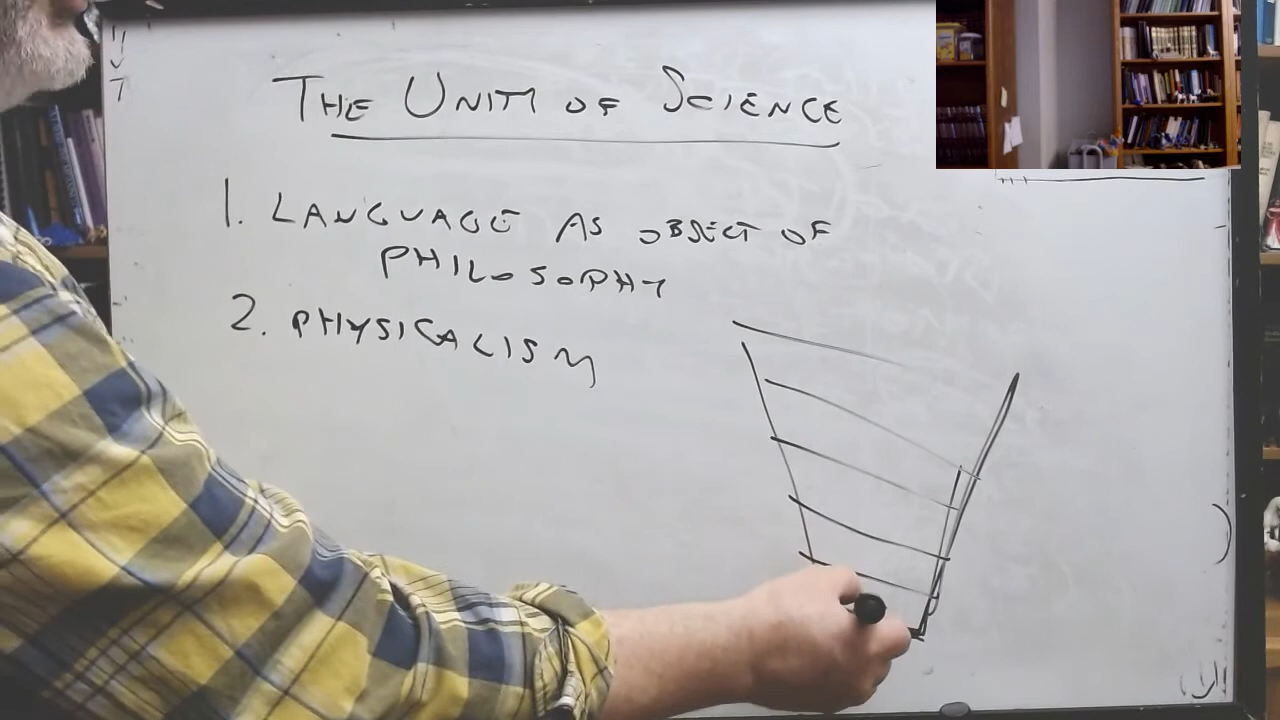 THE UNITY OF SCIENCE
1. LANGUAGE AS OBJECT OF
PHILOSOPHY
2. PHYSICALISM